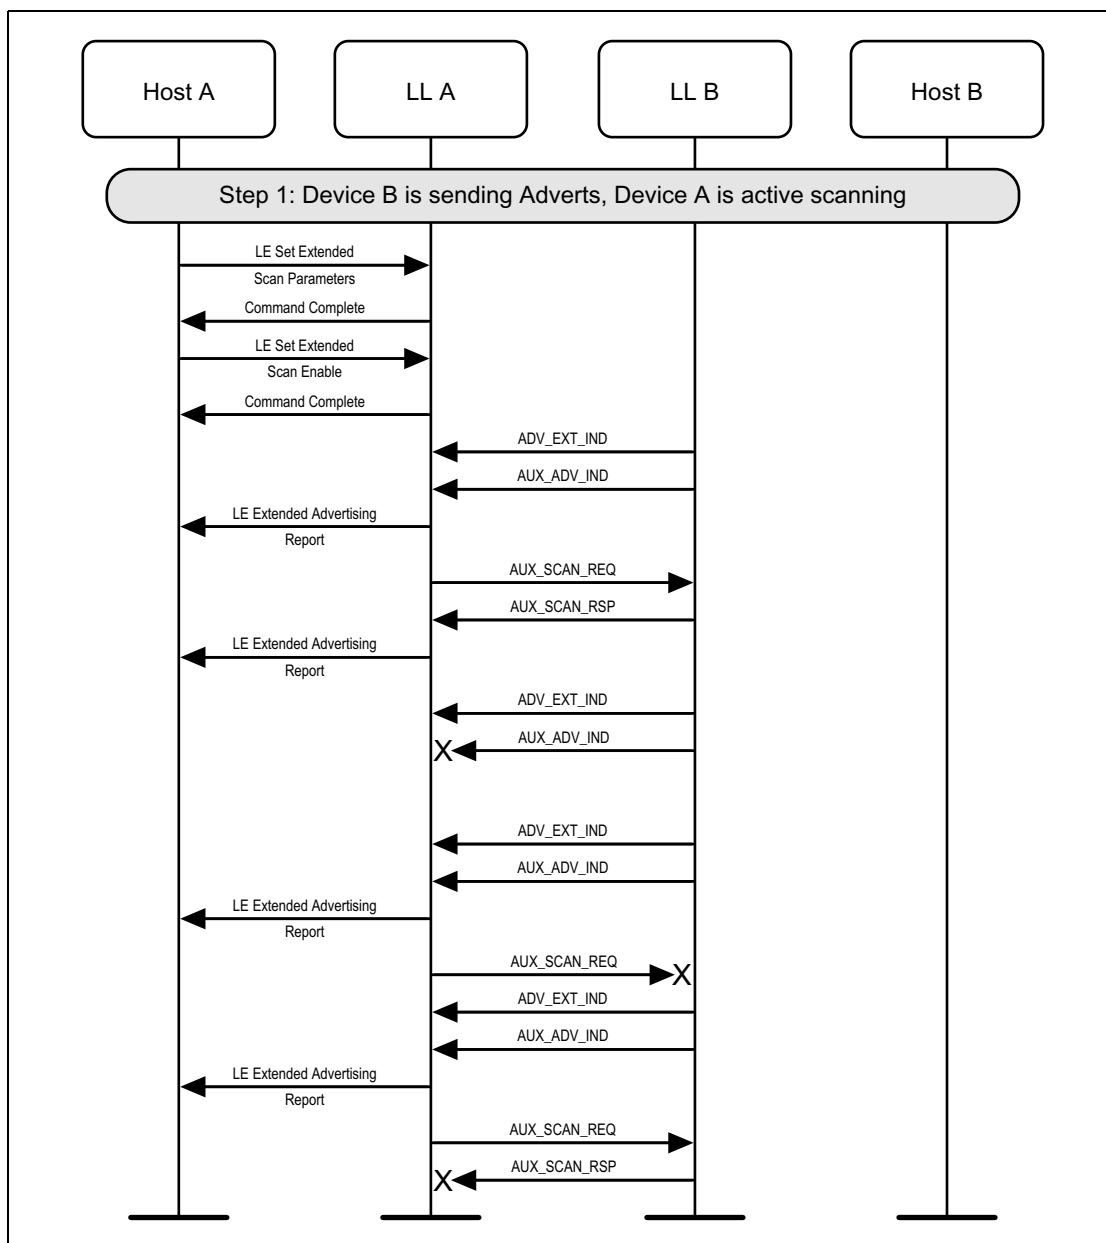 Host A
LL A
LL B
Host B
Step 1: Device B is sending Adverts, Device A is active scanning
LE Set Extended
Scan Parameters
Command Complete
LE Set Extended
Scan Enable
Command Complete
ADV_EXT_IND
AUX_ADV_IND
LE Extended Advertising
Report
AUX_SCAN_REQ
AUX_SCAN_RSP
LE Extended Advertising
Report
ADV_EXT_IND
X
AUX_ADV_IND
ADV_EXT_IND
AUX_ADV_IND
LE Extended Advertising
Report
AUX_SCAN_REQ
X
ADV_EXT_IND
AUX_ADV_IND
LE Extended Advertising
Report
AUX_SCAN_REQ
X
AUX_SCAN_RSP